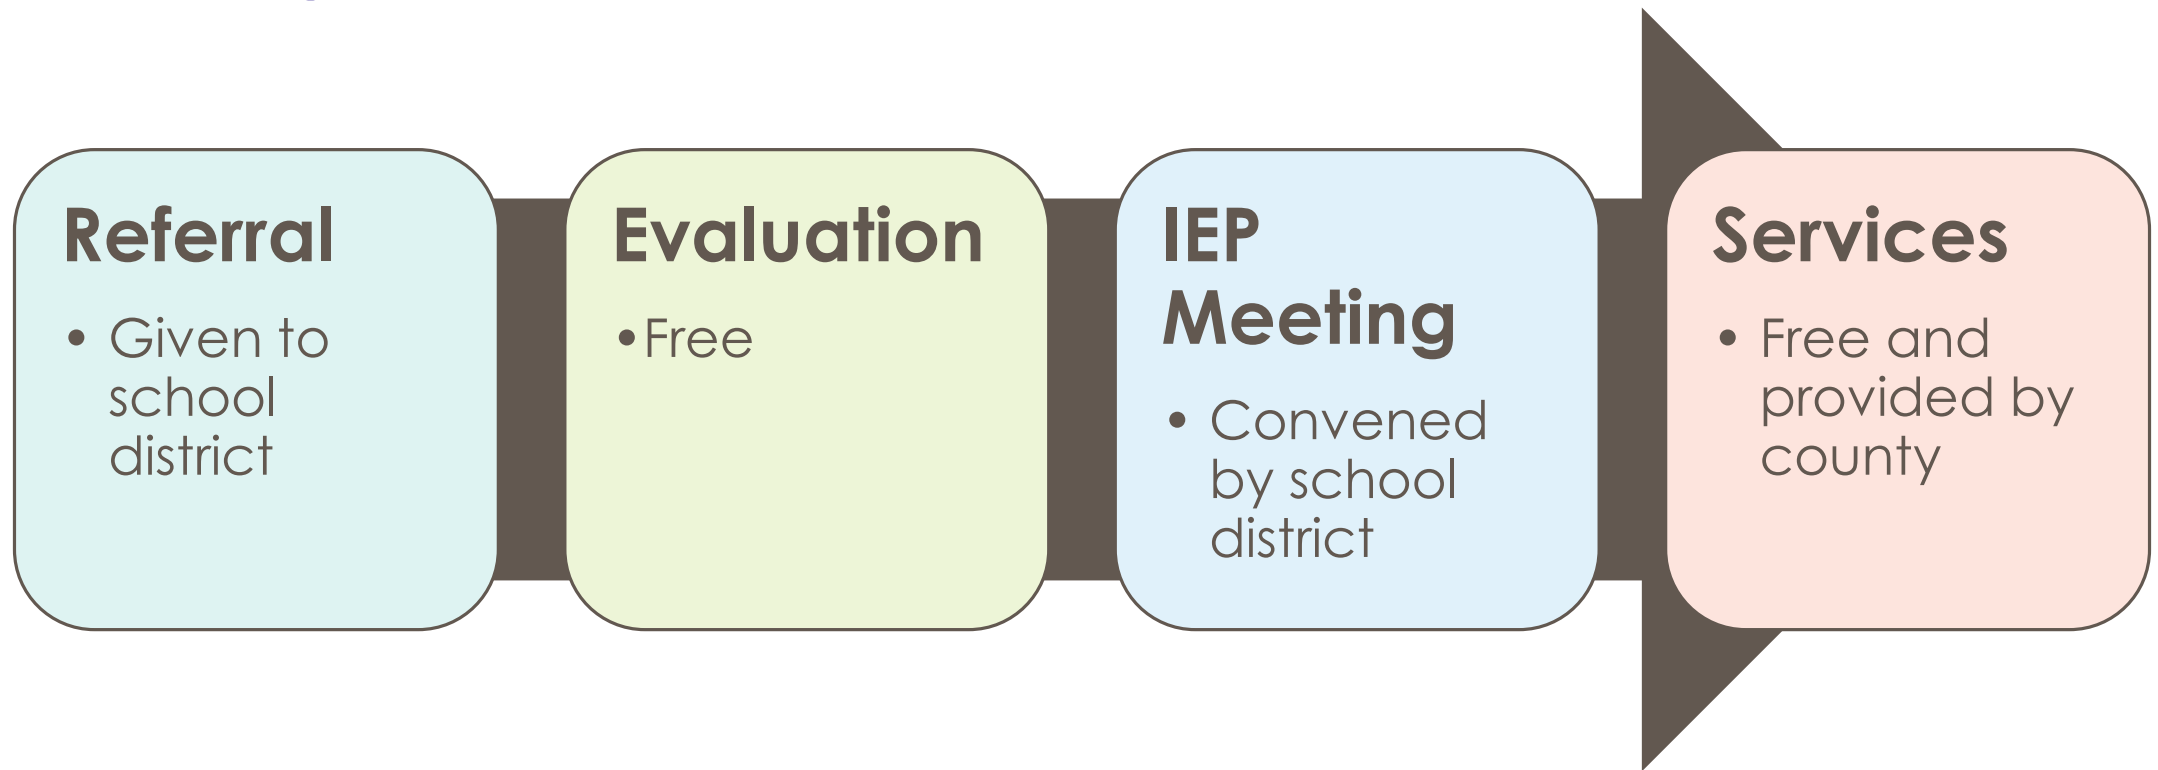 Referral
• Given to
school
district
Evaluation
•Free
IEP
Meeting
• Convened
by school
district
Services
• Free and
provided by
county